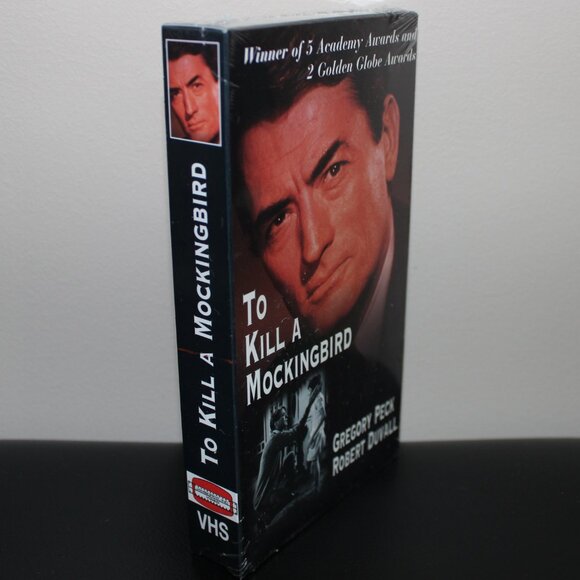 Winner of 5 Academy Awards and
2 Golden Globe Awards
TO
KILL A
MOCKINGBIRD
GREGORY PECK
ROBERT DUVALL
TO KILL A MOCKINGBIRD
VHS